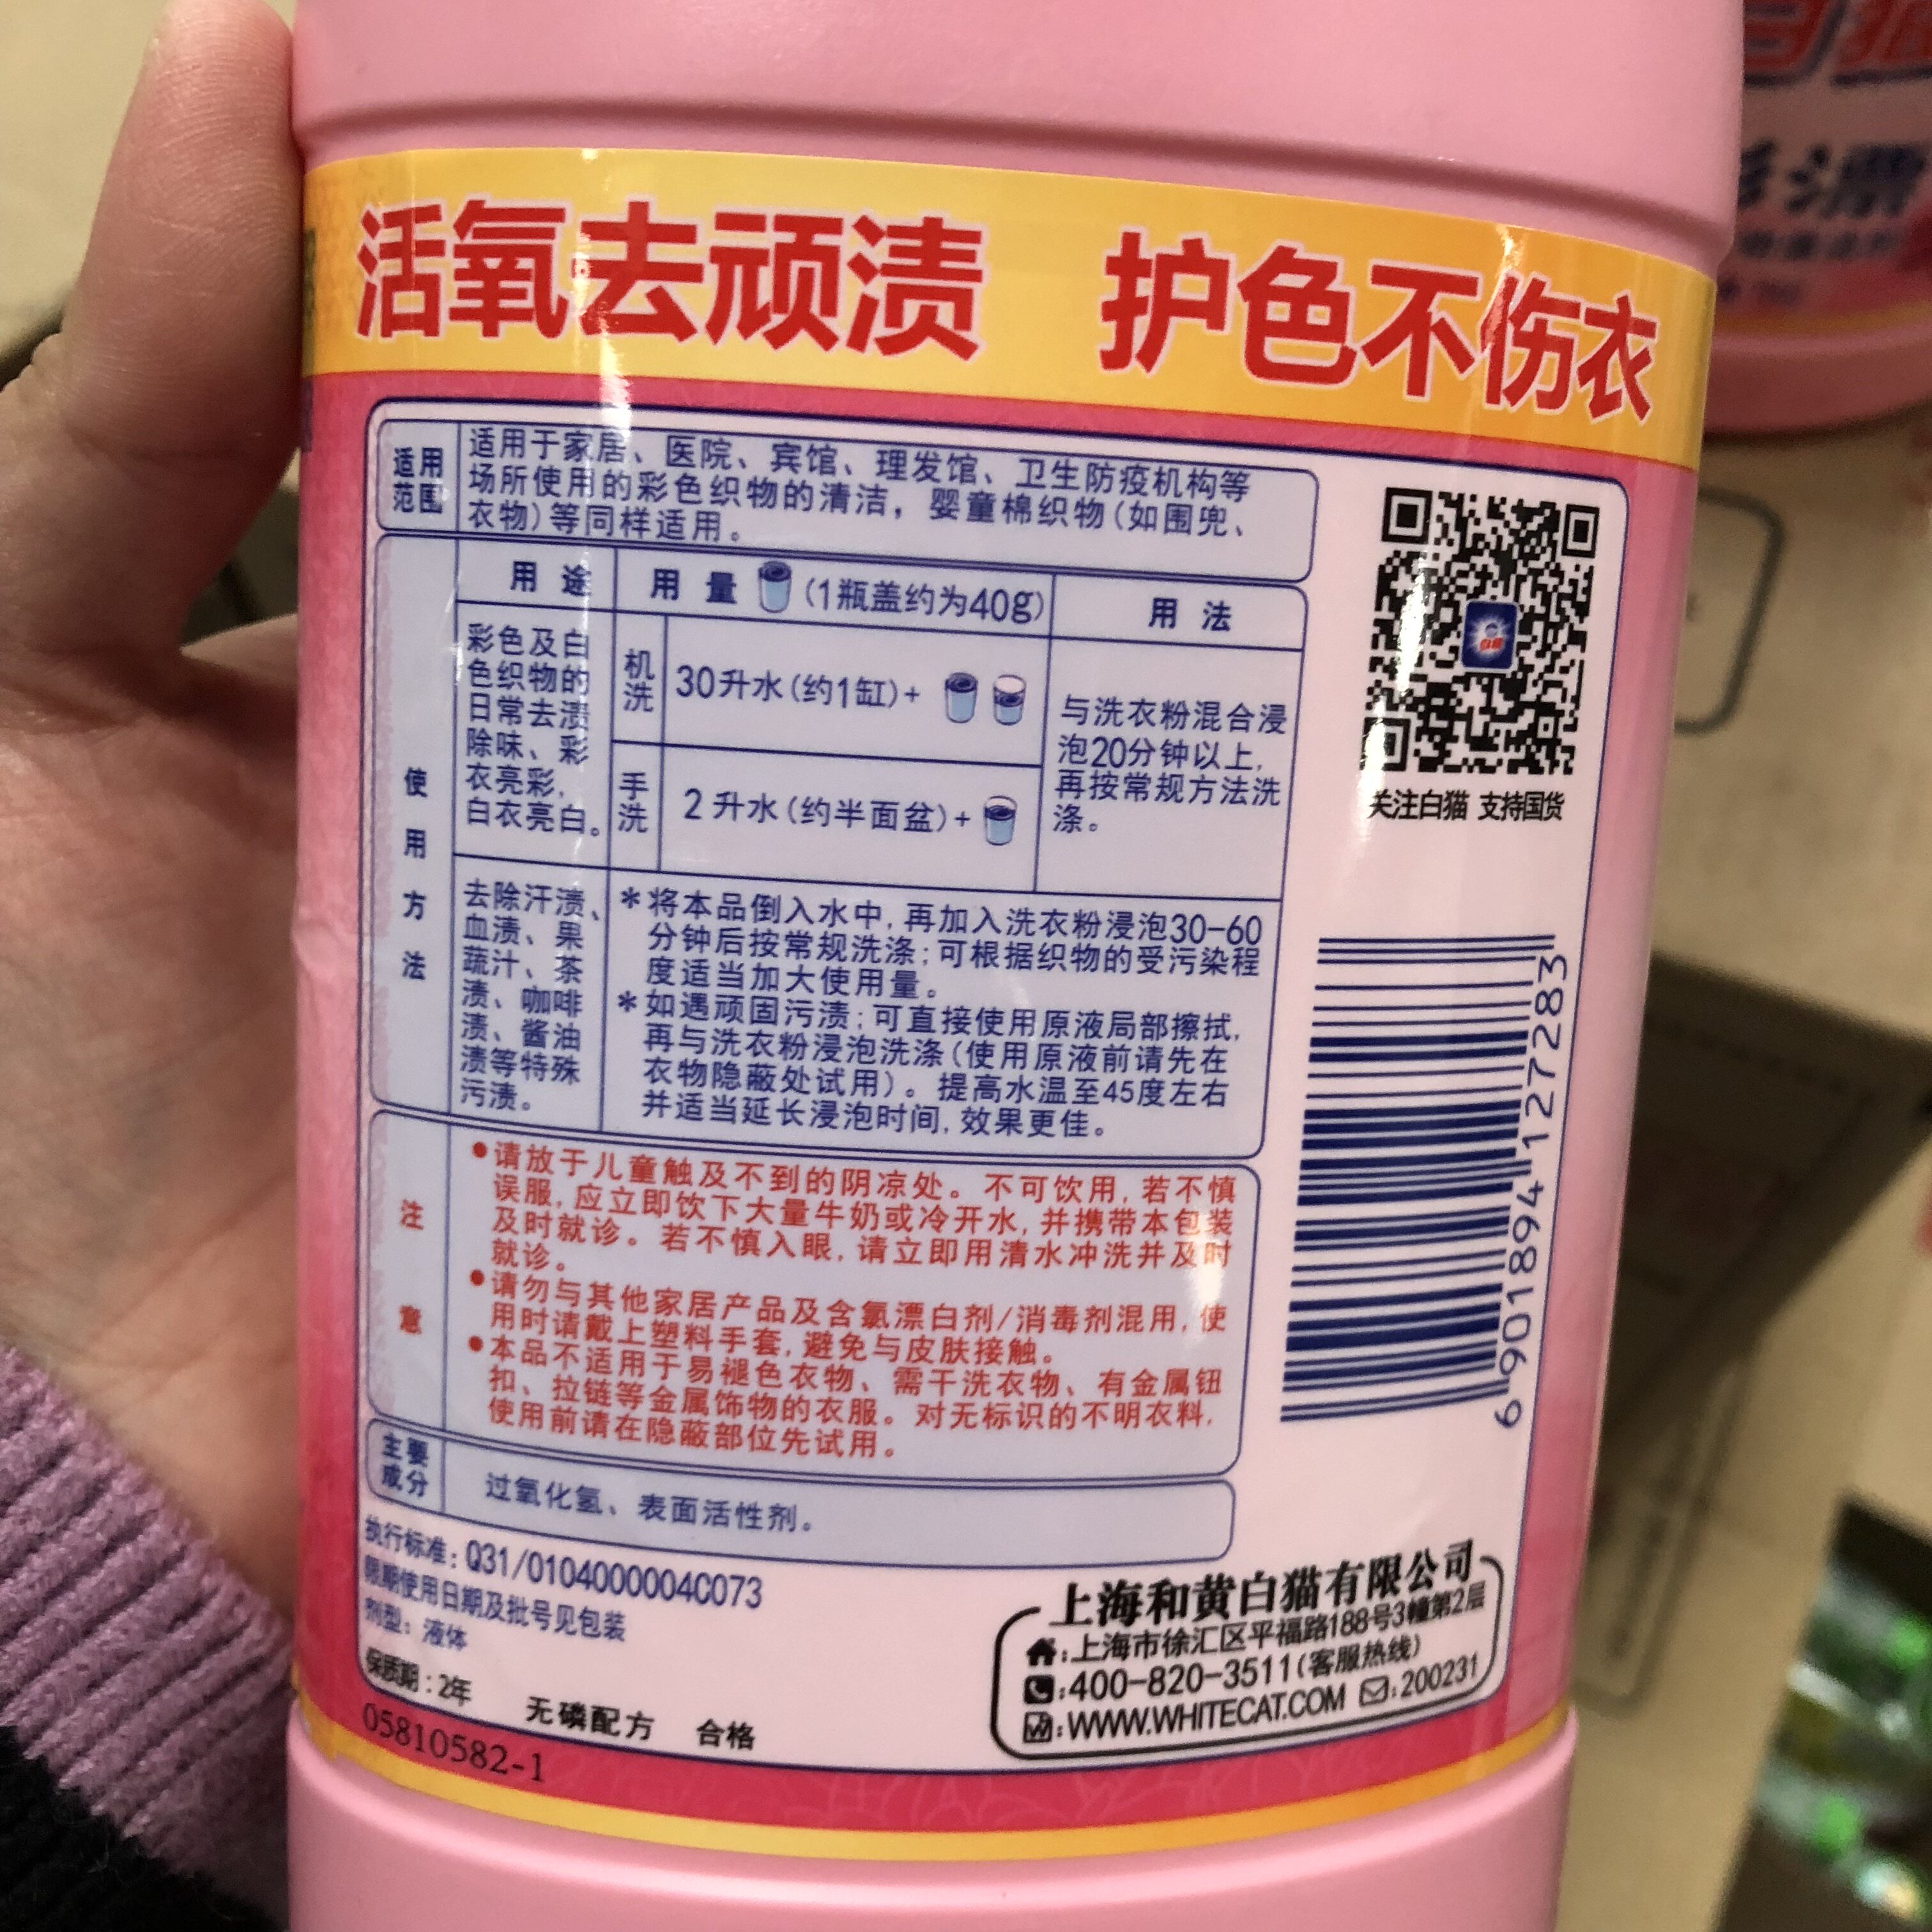 活氧去顽渍 护色不伤衣
适用
范围
适用于家居、医院、宾馆、理发馆、卫生防疫机构等
场所使用的彩色织物的清洁，婴童棉织物(如围兜、
衣物)等同样适用。
使用方法
用途
用量 (1瓶盖约为40g)
用法
彩色及白
色织物的
日常去渍
除味、彩
衣亮彩,
白衣亮白。
机洗
30升水(约1缸)+
手洗
2升水(约半面盆)+
与洗衣粉混合浸
泡20分钟以上,
再按常规方法洗
涤。
去除汗渍、
血渍、果
蔬汁、茶
渍、咖啡
渍、酱油
渍等特殊
污渍。
*将本品倒入水中,再加入洗衣粉浸泡30-60
分钟后按常规洗涤;可根据织物的受污染程
度适当加大使用量。
*如遇顽固污渍;可直接使用原液局部擦拭,
再与洗衣粉浸泡洗涤(使用原液前请先在
衣物隐蔽处试用)。提高水温至45度左右
并适当延长浸泡时间,效果更佳。
注意
●请放于儿童触及不到的阴凉处。不可饮用,若不慎
误服,应立即饮下大量牛奶或冷开水,并携带本包装
及时就诊。若不慎入眼,请立即用清水冲洗并及时
就诊。
●请勿与其他家居产品及含氯漂白剂/消毒剂混用,使
用时请戴上塑料手套,避免与皮肤接触。
●本品不适用于易褪色衣物、需干洗衣物、有金属钮
扣、拉链等金属饰物的衣服。对无标识的不明衣料,
使用前请在隐蔽部位先试用。
主要
成分
过氧化氢、表面活性剂。
执行标准: Q31/0104000004C073
限期使用日期及批号见包装
剂型: 液体
保质期: 2年 无磷配方 合格
05810582-1
白猫
关注白猫 支持国货
6 901894 127283
上海和黄白猫有限公司
:上海市徐汇区平福路188号3幢第2层
:400-820-3511(客服热线)
:WWW.WHITECAT.COM :200231
白猫
彩漂